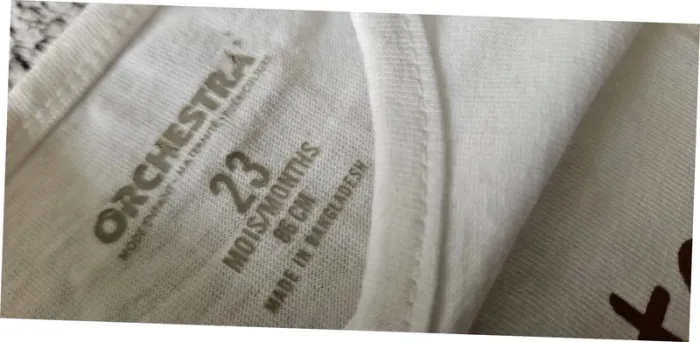 ORCHESTRA
23
MOIS/MONTHS
86 CM
MADE IN BANGLADESH